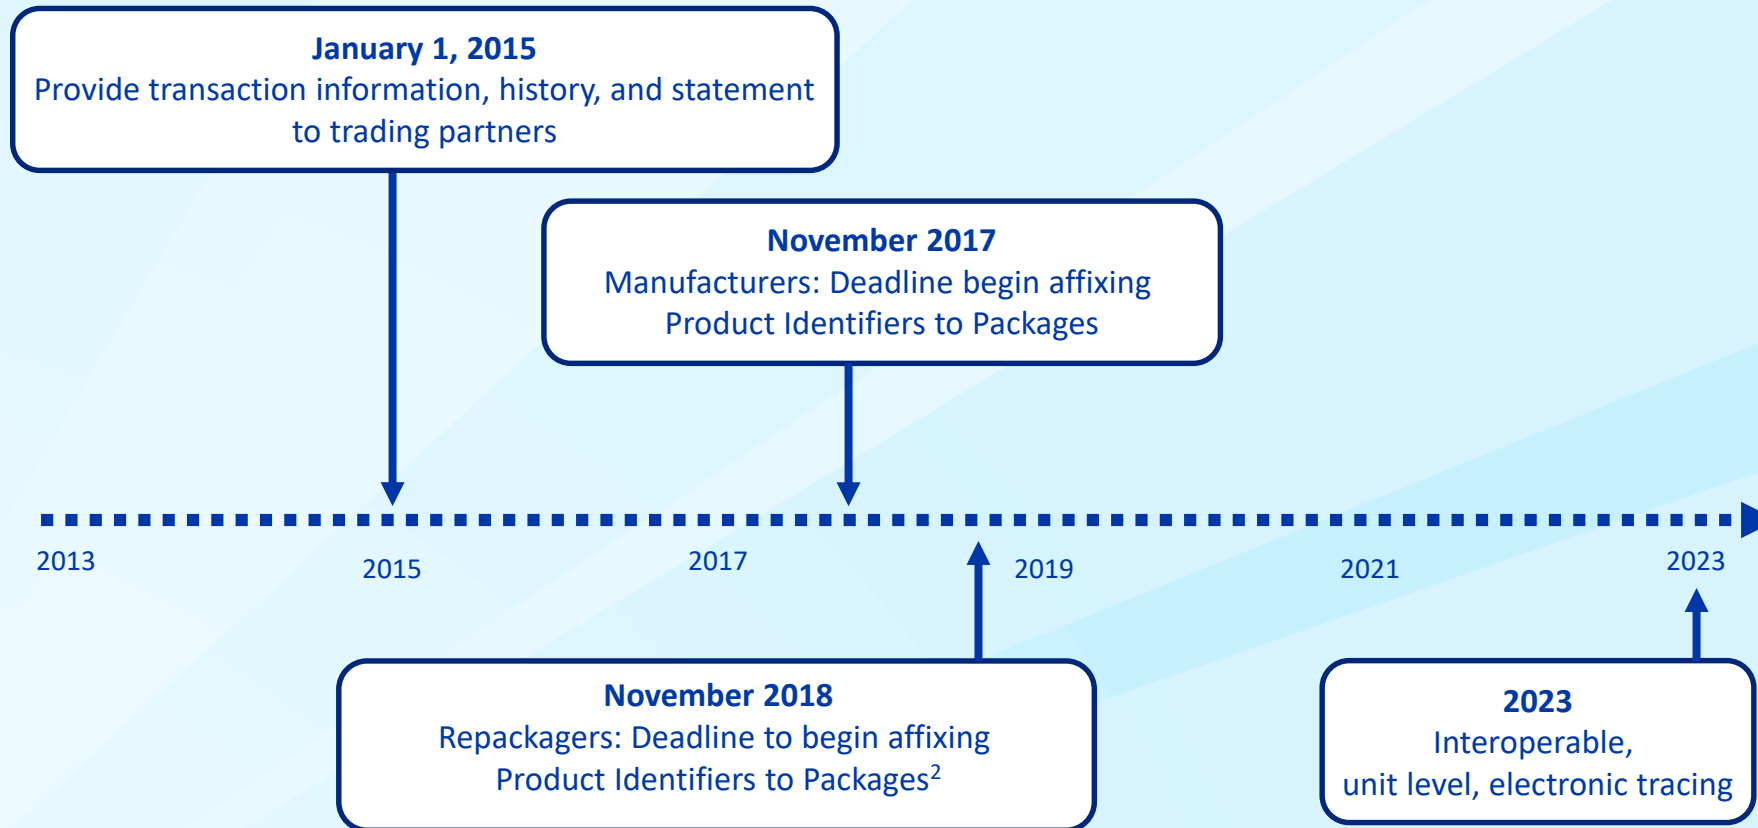 January 1, 2015
Provide transaction information, history, and statement
to trading partners
November 2017
Manufacturers: Deadline begin affixing
Product Identifiers to Packages
2013
2015
2017
2019
2021
2023
November 2018
Repackagers: Deadline to begin affixing
Product Identifiers to Packages²
2023
Interoperable,
unit level, electronic tracing